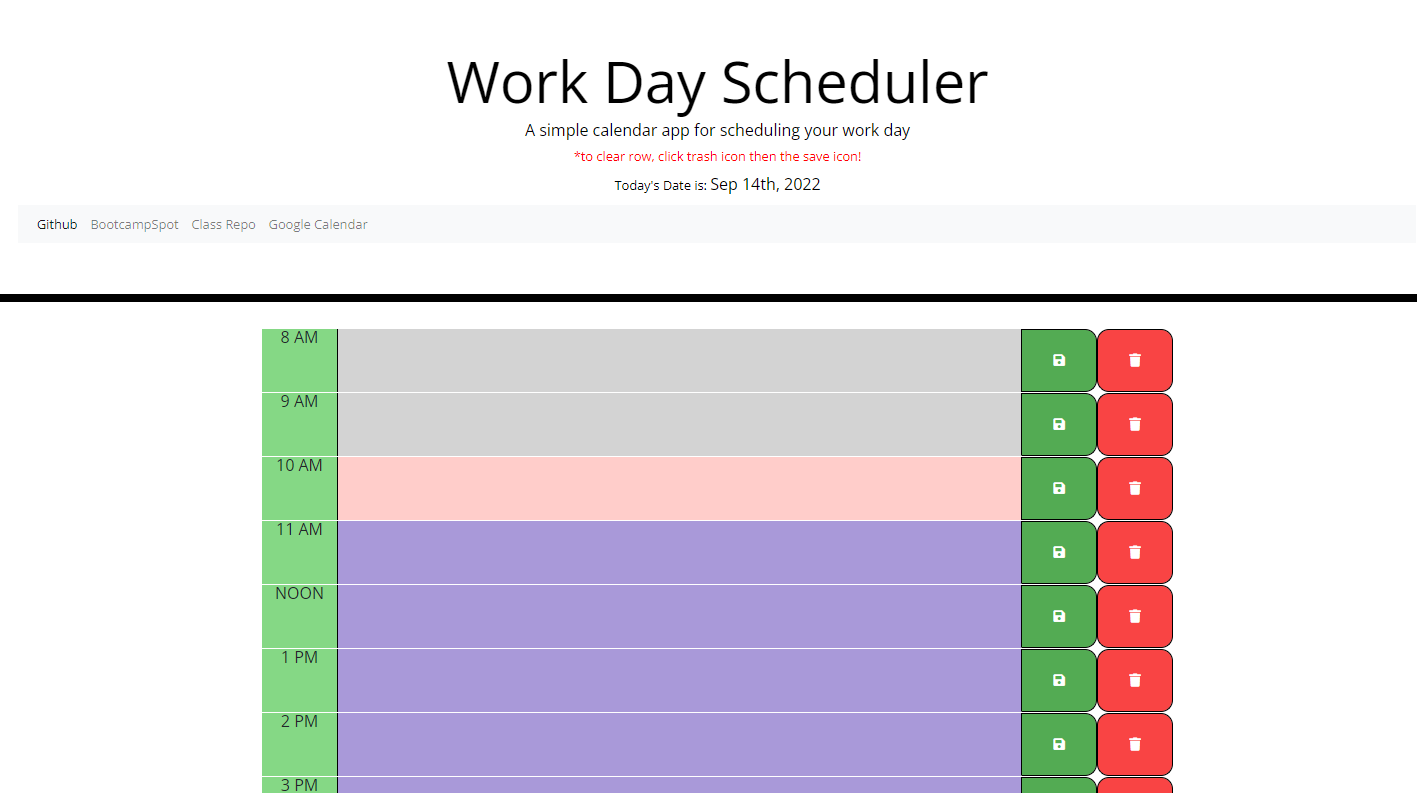 Work Day Scheduler
A simple calendar app for scheduling your work day
*to clear row, click trash icon then the save icon!
Today's Date is: Sep 14th, 2022
Github BootcampSpot Class Repo Google Calendar
8 AM
9 AM
10 AM
11 AM
NOON
1 PM
2 PM
3 PM